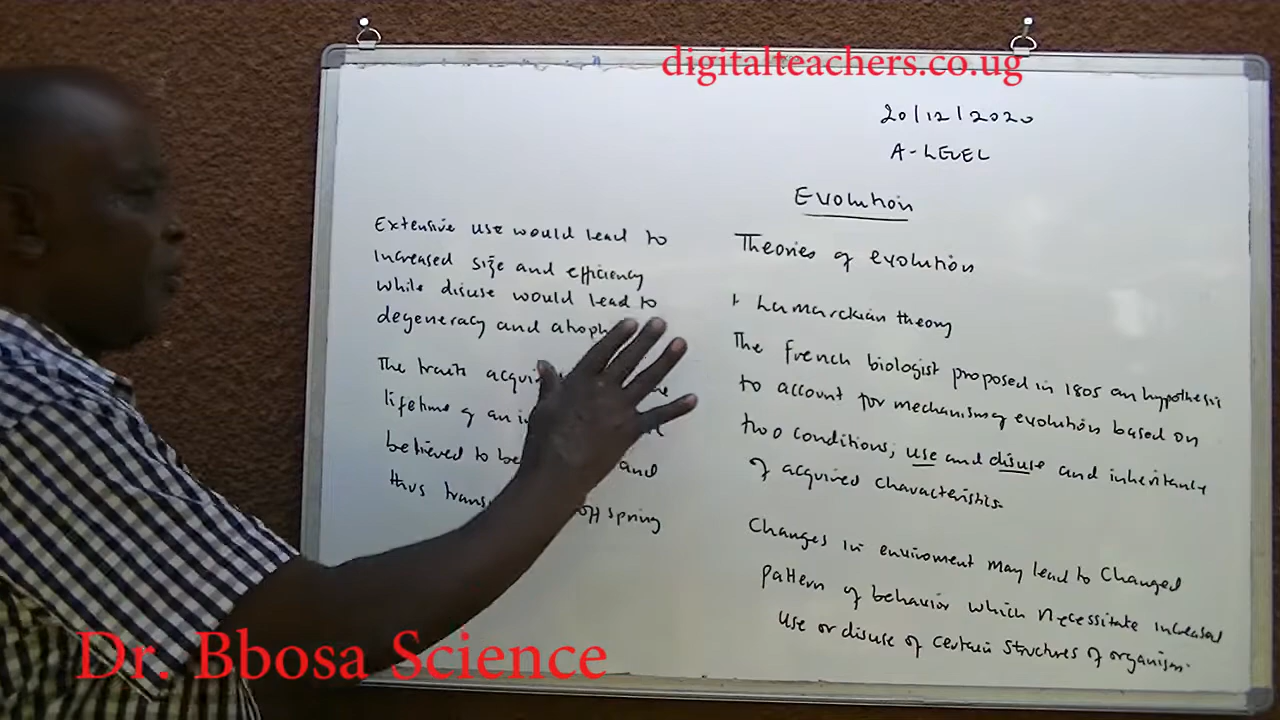 digitalteachers.co.ug
20/12/2020
A-LEVEL
Evolution
Theories of evolution
Lamarckian theory
The french biologist proposed in 1805 an hypothesis
to account for mechanism of evolution based on
two conditions; use and disuse and inheritance
of acquired characteristics.
Changes in enviroment may lead to changed
pattern of behavior which necessitate increased
use or disuse of certain structures of organism.
Extensive use would lead to
increased size and efficiency
while disuse would lead to
degeneracy and
The traits
lifetime of an
believed to be and
thus offspring
Dr. Bbosa Science